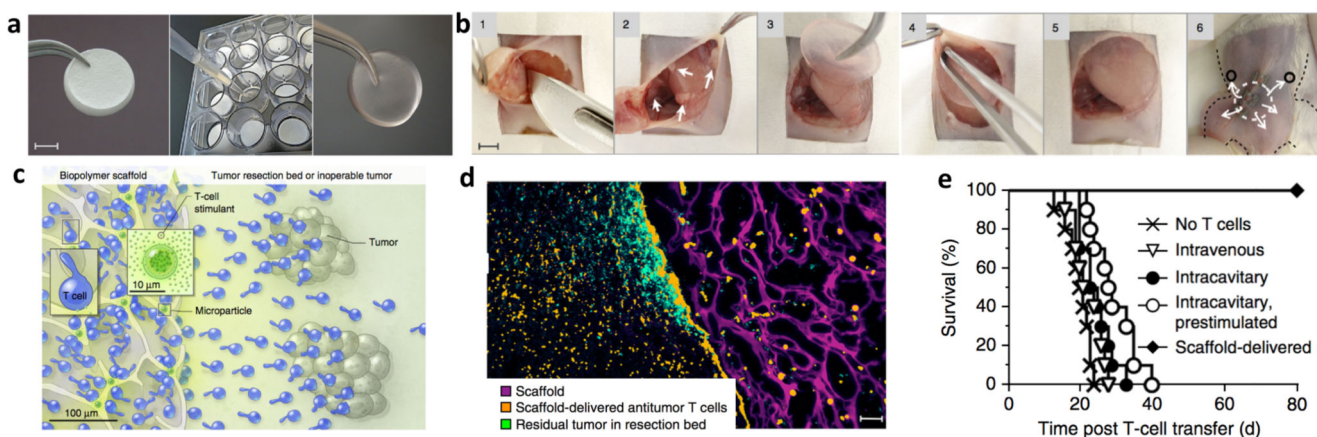 a
b
1
2
3
4
5
6
c
Biopolymer scaffold
Tumor resection bed or inoperable tumor
T-cell
stimulant
Tumor
10 μm
T cell
Microparticle
100 μm
d
Scaffold
Scaffold-delivered antitumor T cells
Residual tumor in resection bed
e
100
80
60
40
20
0
Survival (%)
No T cells
Intravenous
Intracavitary
Intracavitary,
prestimulated
Scaffold-delivered
0
20
40
60
80
Time post T-cell transfer (d)